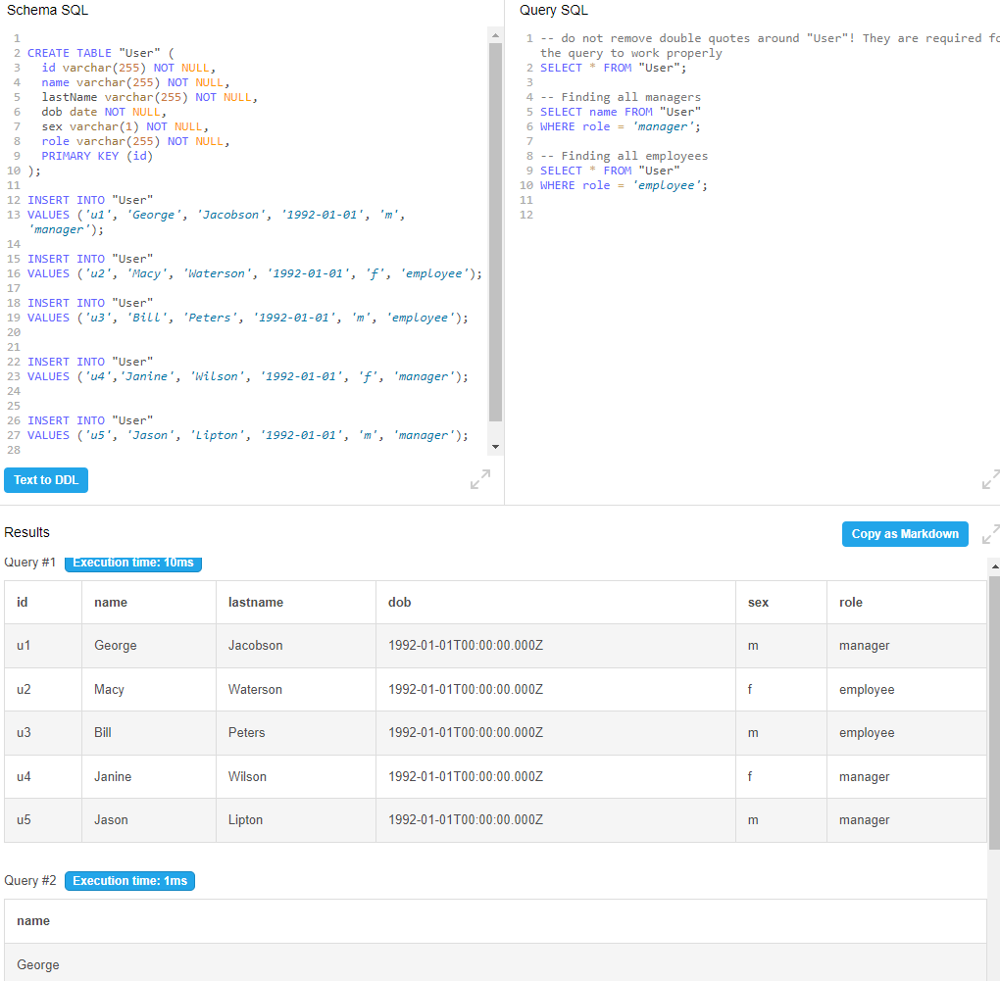 Schema SQL
1
2 CREATE TABLE "User" (
3 id varchar(255) NOT NULL,
4 name varchar(255) NOT NULL,
5 lastName varchar(255) NOT NULL,
6 dob date NOT NULL,
7 sex varchar(1) NOT NULL,
8 role varchar(255) NOT NULL,
9 PRIMARY KEY (id)
10 );
11
12 INSERT INTO "User"
13 VALUES ('u1', 'George', 'Jacobson', '1992-01-01', 'm',
'manager');
14
15 INSERT INTO "User"
16 VALUES ('u2', 'Macy', 'Waterson', '1992-01-01', 'f', 'employee');
17
18 INSERT INTO "User"
19 VALUES ('u3', 'Bill', 'Peters', '1992-01-01', 'm', 'employee');
20
21
22 INSERT INTO "User"
23 VALUES ('u4','Janine', 'Wilson', '1992-01-01', 'f', 'manager');
24
25
26 INSERT INTO "User"
27 VALUES ('u5', 'Jason', 'Lipton', '1992-01-01', 'm', 'manager');
28
Text to DDL
Query SQL
1 -- do not remove double quotes around "User"! They are required fo
the query to work properly
2 SELECT * FROM "User";
3
4 -- Finding all managers
5 SELECT name FROM "User"
6 WHERE role = 'manager';
7
8 -- Finding all employees
9 SELECT * FROM "User"
10 WHERE role = 'employee';
11
12
Results
Copy as Markdown
Query #1 Execution time: 10ms
id name lastname dob sex role
u1 George Jacobson 1992-01-01T00:00:00.000Z m manager
u2 Macy Waterson 1992-01-01T00:00:00.000Z f employee
u3 Bill Peters 1992-01-01T00:00:00.000Z m employee
u4 Janine Wilson 1992-01-01T00:00:00.000Z f manager
u5 Jason Lipton 1992-01-01T00:00:00.000Z m manager
Query #2 Execution time: 1ms
name
George